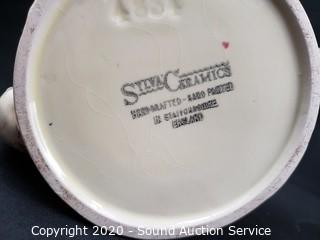 SYLVACERAMICS
HAND CRAFTED - HAND PAINTED
IN STAFFORDSHIRE
ENGLAND
Copyright 2020 - Sound Auction Service